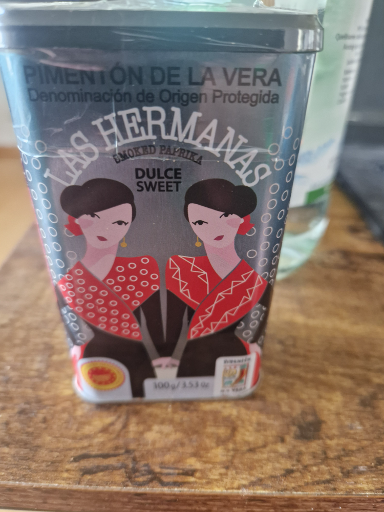 PIMENTÓN DE LA VERA
Denominación de Origen Protegida
LAS HERMANAS
SMOKED PAPRIKA
DULCE
SWEET
100 g / 3.53 oz